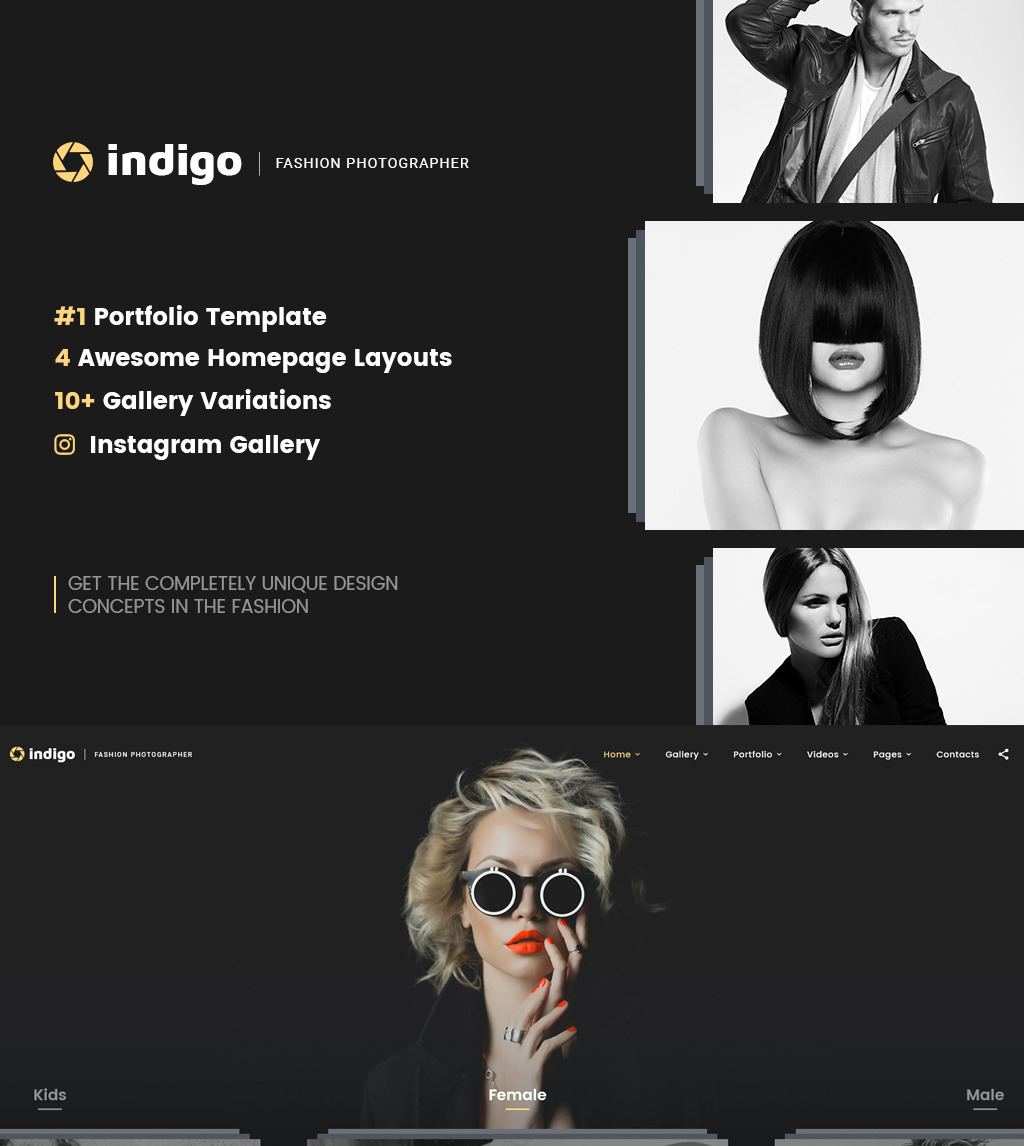 indigo FASHION PHOTOGRAPHER
#1 Portfolio Template
4 Awesome Homepage Layouts
10+ Gallery Variations
Instagram Gallery
GET THE COMPLETELY UNIQUE DESIGN
CONCEPTS IN THE FASHION
indigo FASHION PHOTOGRAPHER Home Gallery Portfolio Videos Pages Contacts
Kids Female Male